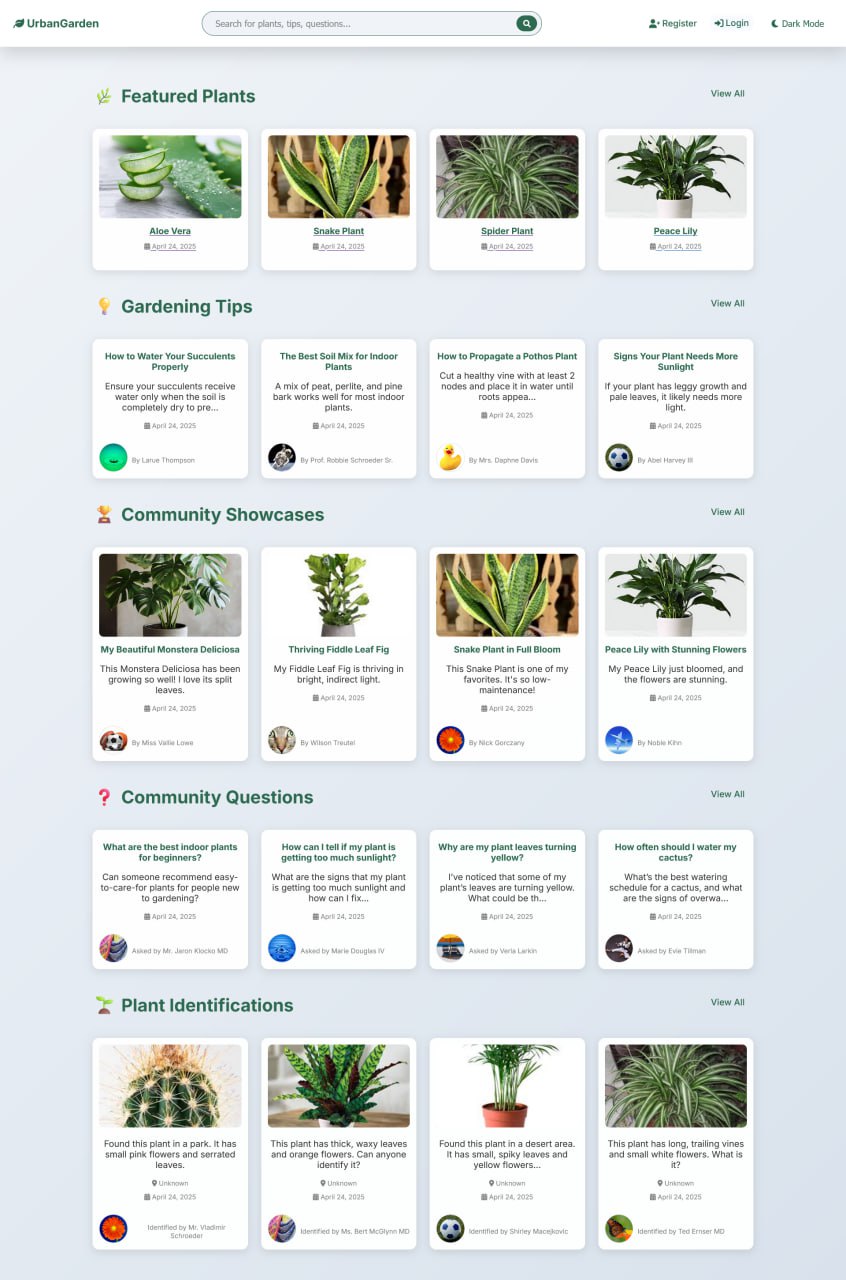 UrbanGarden
Search for plants, tips, questions...
Register
Login
Dark Mode
Featured Plants
View All
Aloe Vera
April 24, 2025
Snake Plant
April 24, 2025
Spider Plant
April 24, 2025
Peace Lily
April 24, 2025
Gardening Tips
View All
How to Water Your Succulents
Properly
Ensure your succulents receive
water only when the soil is
completely dry to pre...
April 24, 2025
By Larue Thompson
The Best Soil Mix for Indoor
Plants
A mix of peat, perlite, and pine
bark works well for most indoor
plants.
April 24, 2025
By Prof. Robbie Schroeder Sr.
How to Propagate a Pothos Plant
Cut a healthy vine with at least 2
nodes and place it in water until
roots appea...
April 24, 2025
By Mrs. Daphne Davis
Signs Your Plant Needs More
Sunlight
If your plant has leggy growth and
pale leaves, it likely needs more
light.
April 24, 2025
By Abel Harvey III
Community Showcases
View All
My Beautiful Monstera Deliciosa
This Monstera Deliciosa has been
growing so well! I love its split
leaves.
April 24, 2025
By Miss Vallie Lowe
Thriving Fiddle Leaf Fig
My Fiddle Leaf Fig is thriving in
bright, indirect light.
April 24, 2025
By Wilson Treutel
Snake Plant in Full Bloom
This Snake Plant is one of my
favorites. It's so low-
maintenance!
April 24, 2025
By Nick Gorczany
Peace Lily with Stunning Flowers
My Peace Lily just bloomed, and
the flowers are stunning.
April 24, 2025
By Noble Kihn
Community Questions
View All
What are the best indoor plants
for beginners?
Can someone recommend easy-
to-care-for plants for people new
to gardening?
April 24, 2025
Asked by Mr. Jaron Klocko MD
How can I tell if my plant is
getting too much sunlight?
What are the signs that my plant
is getting too much sunlight and
how can I fix...
April 24, 2025
Asked by Marie Douglas IV
Why are my plant leaves turning
yellow?
I've noticed that some of my
plant's leaves are turning yellow.
What could be th...
April 24, 2025
Asked by Verla Larkin
How often should I water my
cactus?
What's the best watering
schedule for a cactus, and what
are the signs of overwa...
April 24, 2025
Asked by Evie Tillman
Plant Identifications
View All
Found this plant in a park. It has
small pink flowers and serrated
leaves.
Unknown
April 24, 2025
Identified by Mr. Vladimir
Schroeder
This plant has thick, waxy leaves
and orange flowers. Can anyone
identify it?
Unknown
April 24, 2025
Identified by Ms. Bert McGlynn MD
Found this plant in a desert area.
It has small, spiky leaves and
yellow flowers...
Unknown
April 24, 2025
Identified by Shirley Macejkovic
This plant has long, trailing vines
and small white flowers. What is
it?
Unknown
April 24, 2025
Identified by Ted Ernser MD